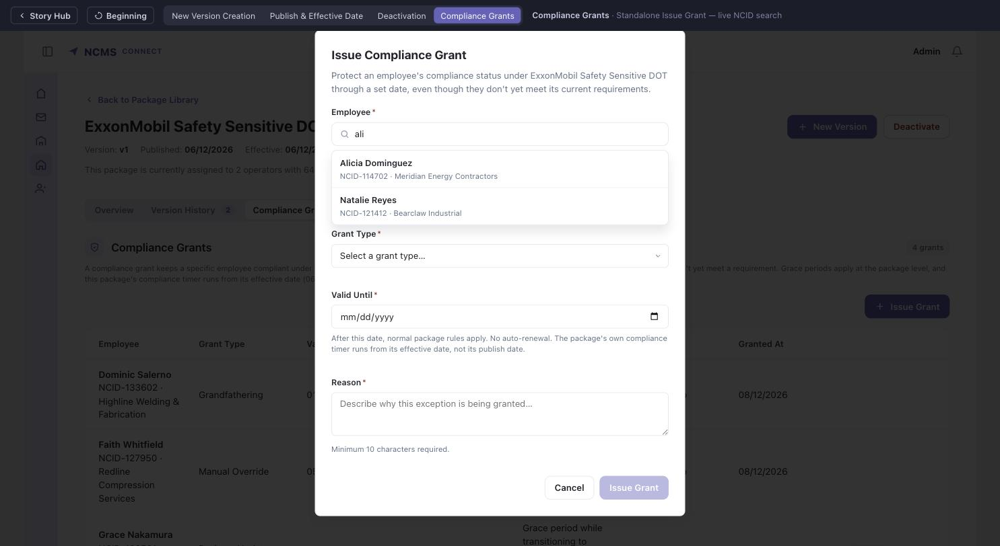 Story Hub
Beginning
New Version Creation
Publish & Effective Date
Deactivation
Compliance Grants
Compliance Grants · Standalone Issue Grant — live NCID search
NCMS CONNECT
Admin
Back to Package Library
ExxonMobil Safety Sensitive DO
New Version
Deactivate
Version: v1 Published: 06/12/2026 Effective: 06/12/2
This package is currently assigned to 2 operators with 64
Overview
Version History 2
Compliance Gr
Compliance Grants
4 grants
A compliance grant keeps a specific employee compliant under
't yet meet a requirement. Grace periods apply at the package level, and
this package's compliance timer runs from its effective date (06
Issue Grant
Employee
Grant Type
Va
Granted At
Dominic Salerno
NCID-133602 ·
Highline Welding &
Fabrication
Grandfathering
08/12/2026
Faith Whitfield
NCID-127950 ·
Redline
Compression
Services
Manual Override
08/12/2026
Grace Nakamura
Grace period while
transitioning to
Issue Compliance Grant
Protect an employee's compliance status under ExxonMobil Safety Sensitive DOT
through a set date, even though they don't yet meet its current requirements.
Employee*
ali
Alicia Dominguez
NCID-114702 · Meridian Energy Contractors
Natalie Reyes
NCID-121412 · Bearclaw Industrial
Grant Type*
Select a grant type...
Valid Until*
mm/dd/yyyy
After this date, normal package rules apply. No auto-renewal. The package's own compliance
timer runs from its effective date, not its publish date.
Reason*
Describe why this exception is being granted...
Minimum 10 characters required.
Cancel
Issue Grant